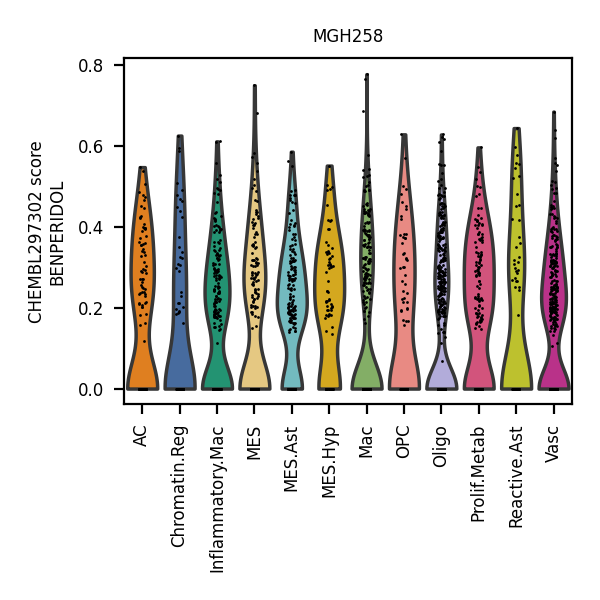 MGH258
CHEMBL297302 score
BENPERIDOL
0.8
0.6
0.4
0.2
0.0
AC
Chromatin.Reg
Inflammatory.Mac
MES
MES.Ast
MES.Hyp
Mac
OPC
Oligo
Prolif.Metab
Reactive.Ast
Vasc